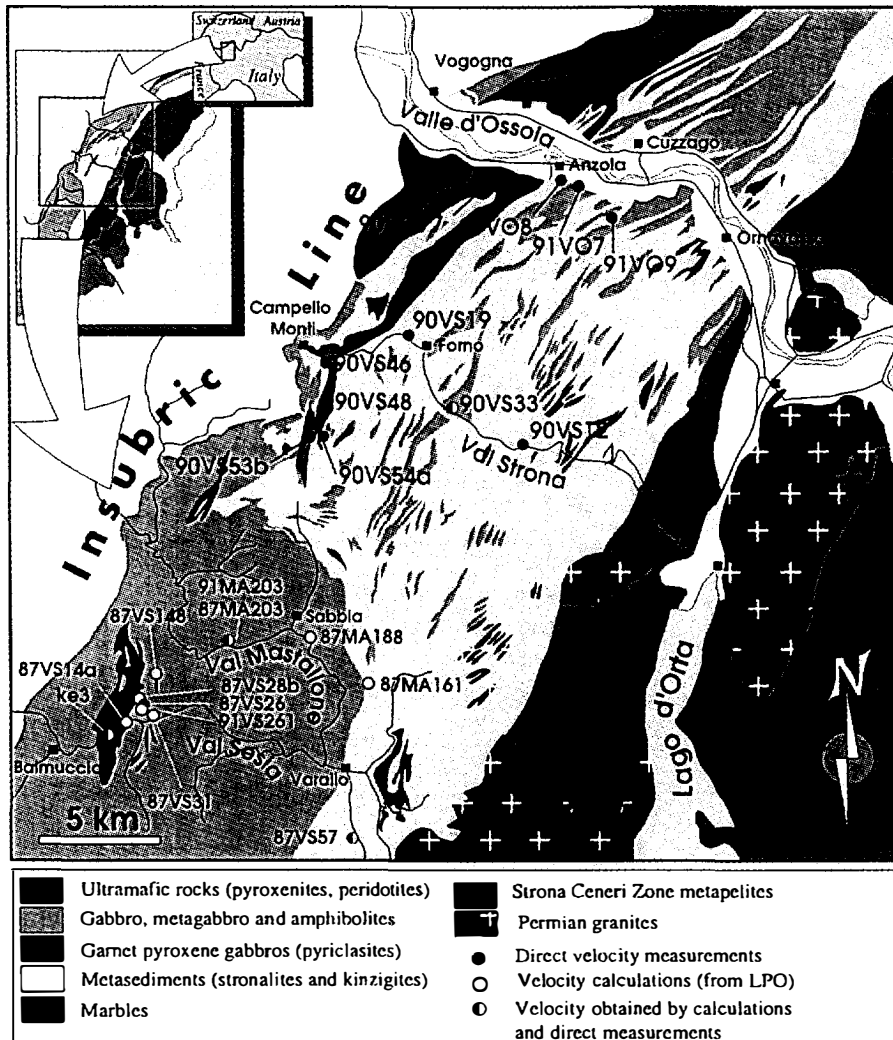 Switzerland Austria
France
Italy
Vogogna
Valle d'Ossola
Cuzzago
Anzola
VO8
91VO7
91VO9
Insubric Line
Campello
Monti
90VS19
Forno
90VS46
90VS48
90VS33
90VS12
Val Strona
90VS53b
90VS54a
91MA203
87MA203
87VS148
Sabbia
87MA188
Val Mastallone
87VS14a
87VS28b
87MA161
ke3
87VS26
91VS261
Val Sesia
Balmuccia
Varallo
87VS31
5 km
87VS57
Lago d'Orta
N
Ultramafic rocks (pyroxenites, peridotites)
Gabbro, metagabbro and amphibolites
Garnet pyroxene gabbros (pyriclasites)
Metasediments (stronalites and kinzigites)
Marbles
Strona Ceneri Zone metapelites
Permian granites
Direct velocity measurements
Velocity calculations (from LPO)
Velocity obtained by calculations
and direct measurements